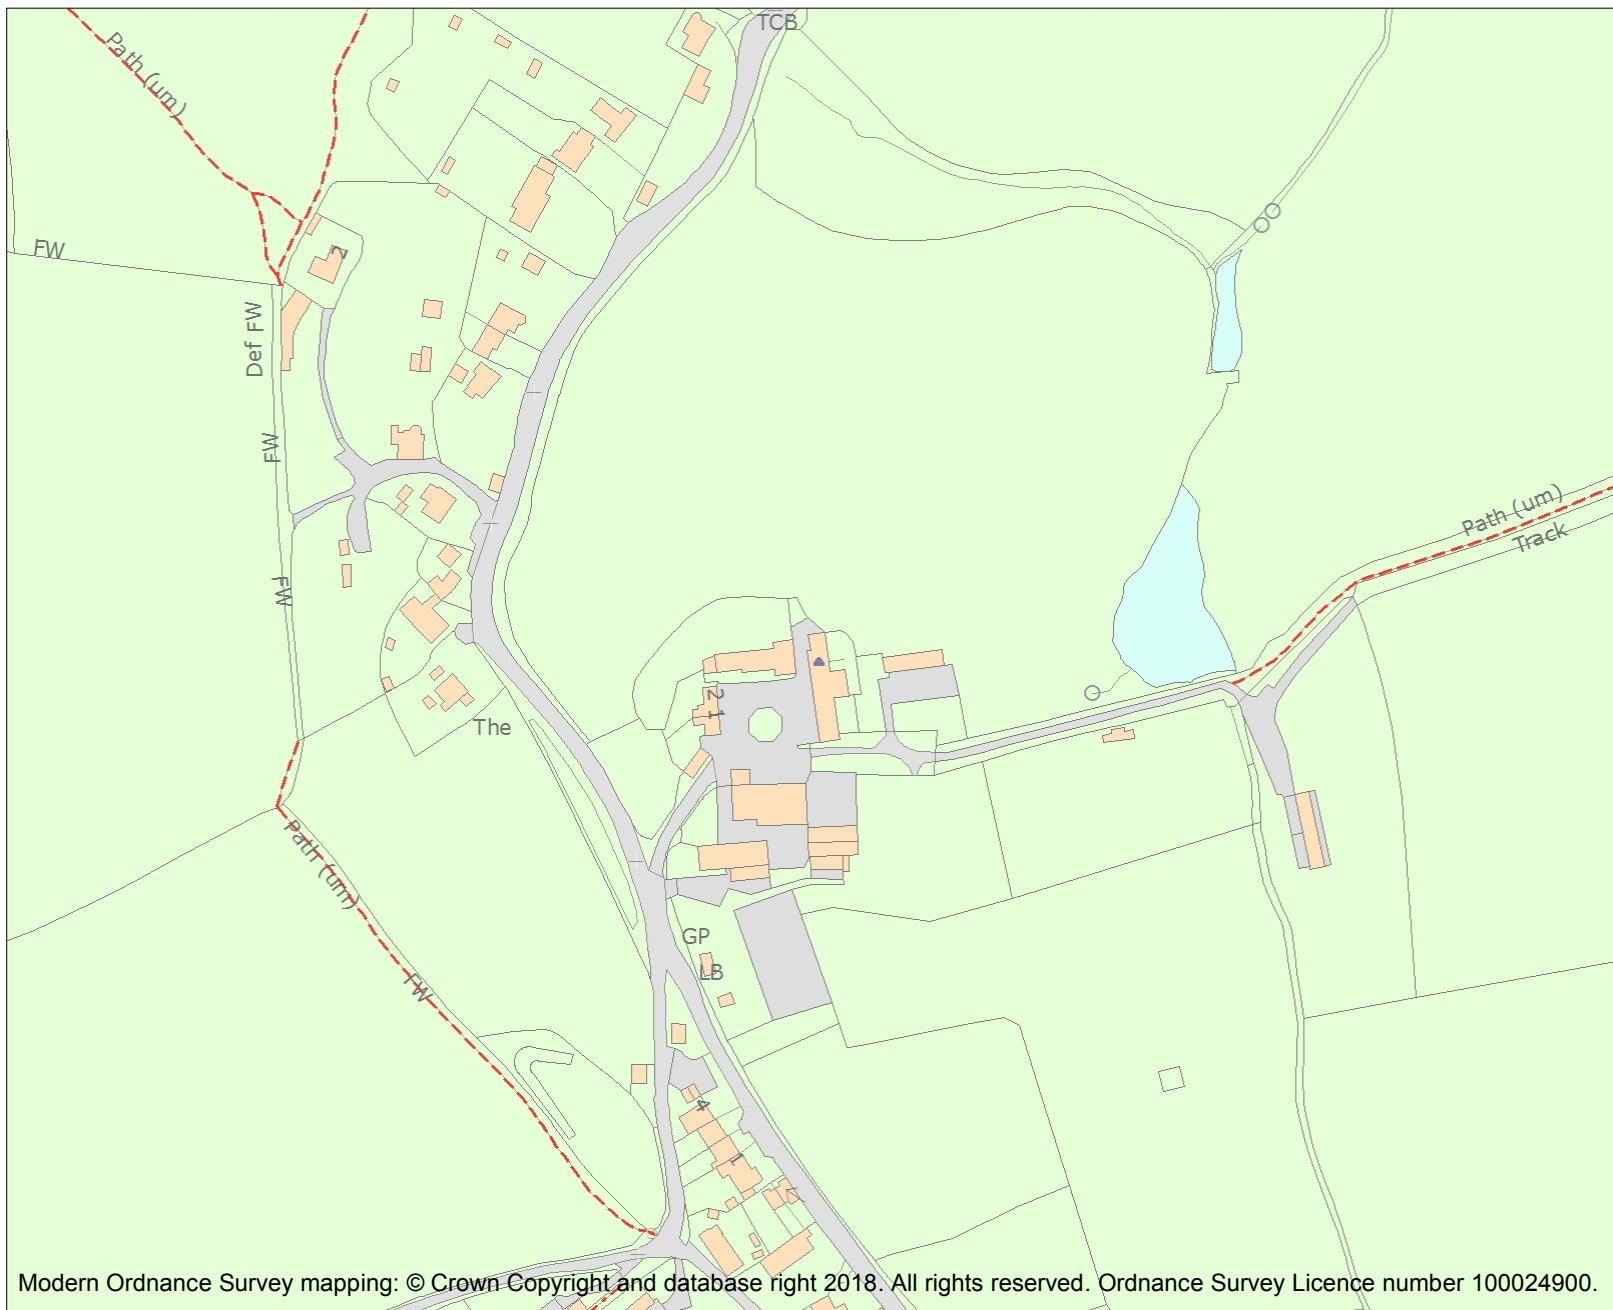 TCB
Path (um)
FW
2
Def FW
FW
Path (um)
Track
FW
2
1
The
Path (um)
GP
LB
FW
4
1
Modern Ordnance Survey mapping: © Crown Copyright and database right 2018. All rights reserved. Ordnance Survey Licence number 100024900.